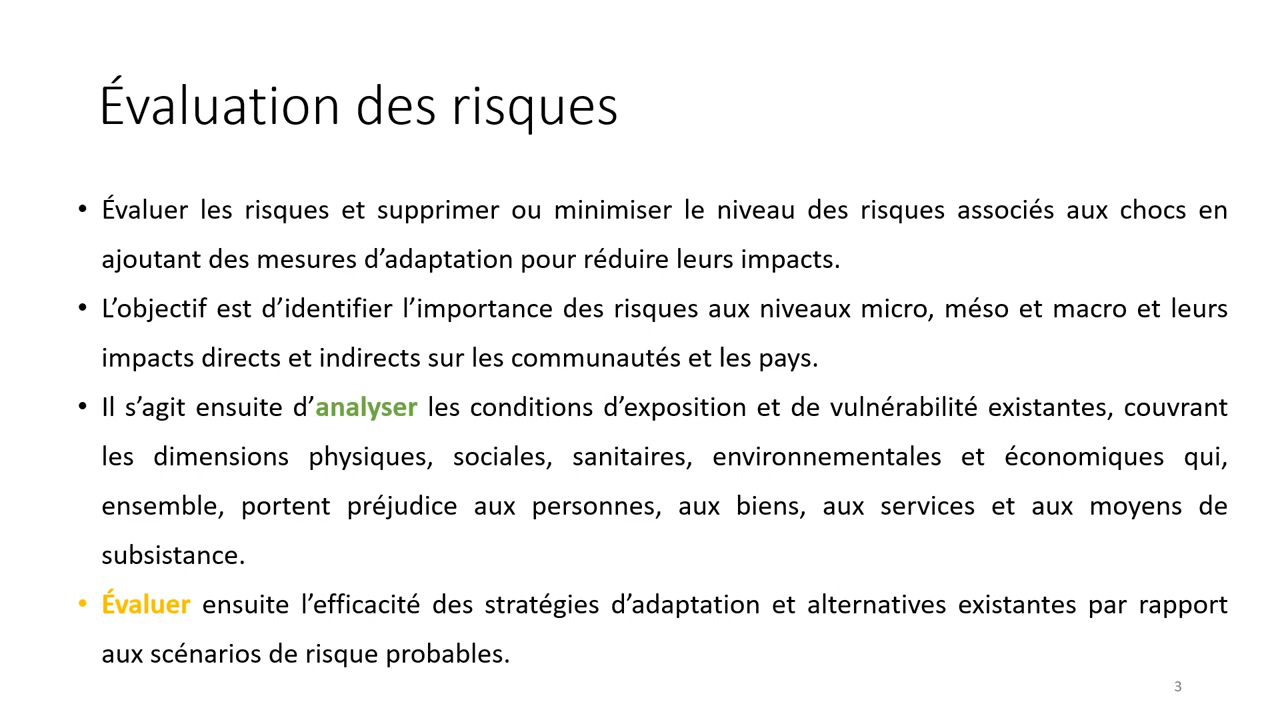 Évaluation des risques
• Évaluer les risques et supprimer ou minimiser le niveau des risques associés aux chocs en
ajoutant des mesures d’adaptation pour réduire leurs impacts.
• L’objectif est d’identifier l’importance des risques aux niveaux micro, méso et macro et leurs
impacts directs et indirects sur les communautés et les pays.
• Il s’agit ensuite d’analyser les conditions d’exposition et de vulnérabilité existantes, couvrant
les dimensions physiques, sociales, sanitaires, environnementales et économiques qui,
ensemble, portent préjudice aux personnes, aux biens, aux services et aux moyens de
subsistance.
• Évaluer ensuite l’efficacité des stratégies d’adaptation et alternatives existantes par rapport
aux scénarios de risque probables.
3